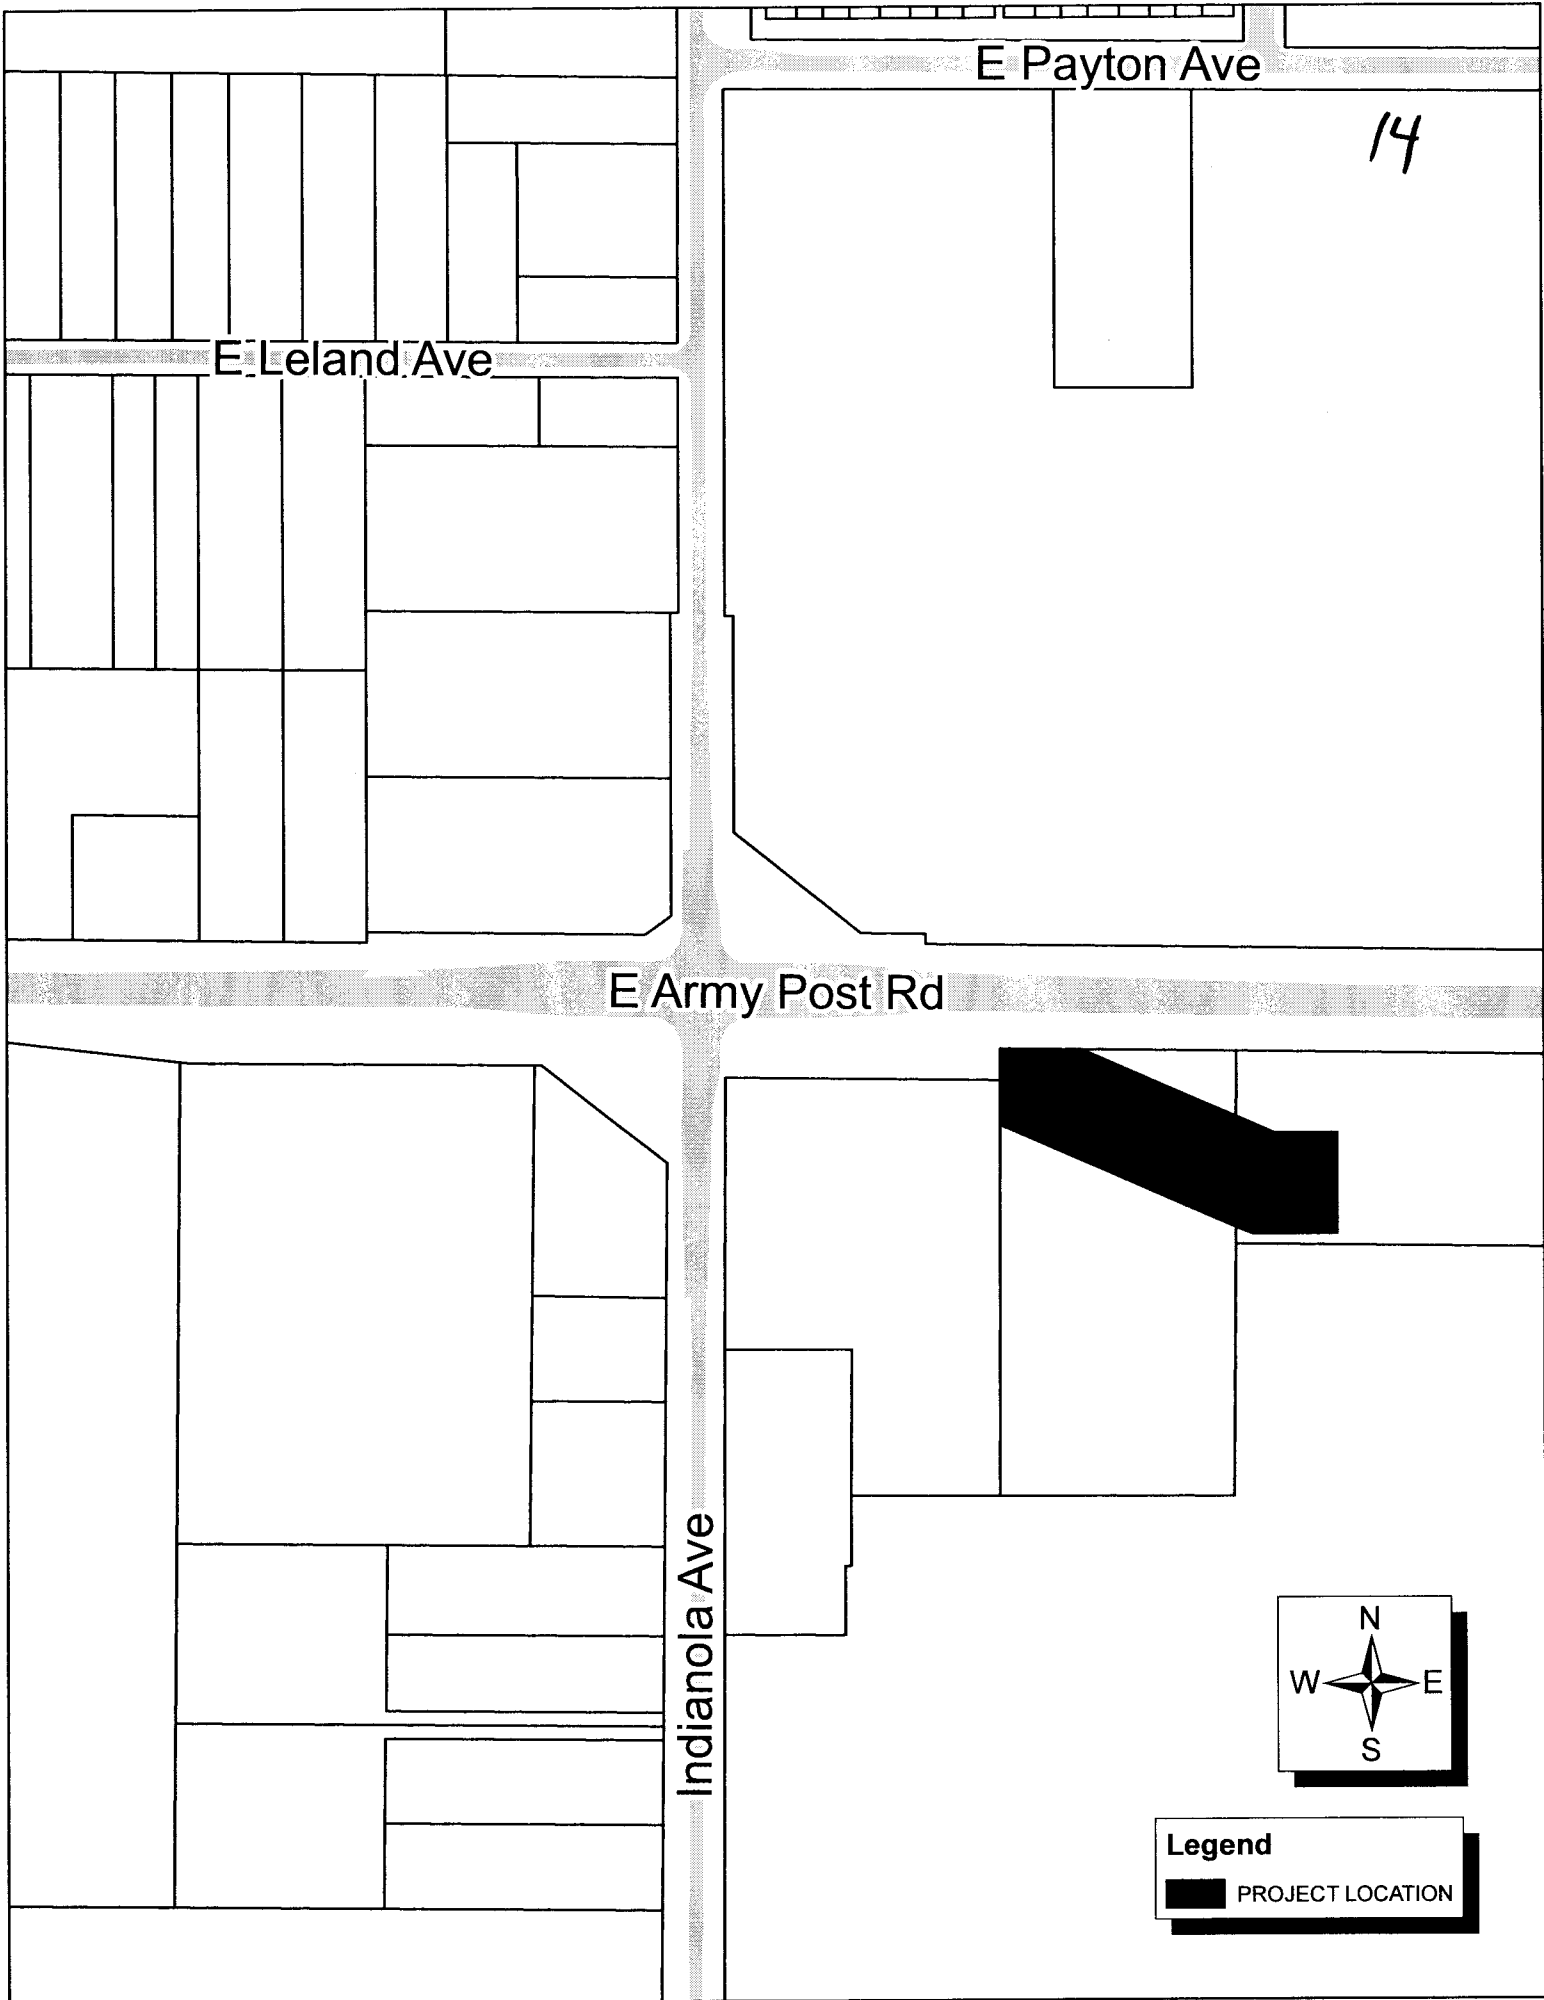 E Payton Ave
14
E Leland Ave
E Army Post Rd
Indianola Ave
N
W E
S
Legend
PROJECT LOCATION